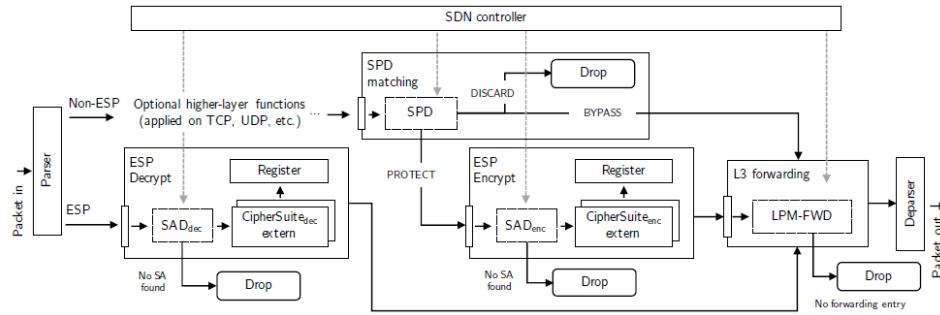 SDN controller
SPD
matching
Drop
Non-ESP
Optional higher-layer functions
(applied on TCP, UDP, etc.)
...
SPD
DISCARD
BYPASS
Packet in
Parser
ESP
Decrypt
Register
PROTECT
ESP
Encrypt
Register
L3 forwarding
Deparser
Packet out
ESP
SADdec
CipherSuitedec
extern
SADenc
CipherSuiteenc
extern
LPM-FWD
No SA
found
Drop
No SA
found
Drop
Drop
No forwarding entry